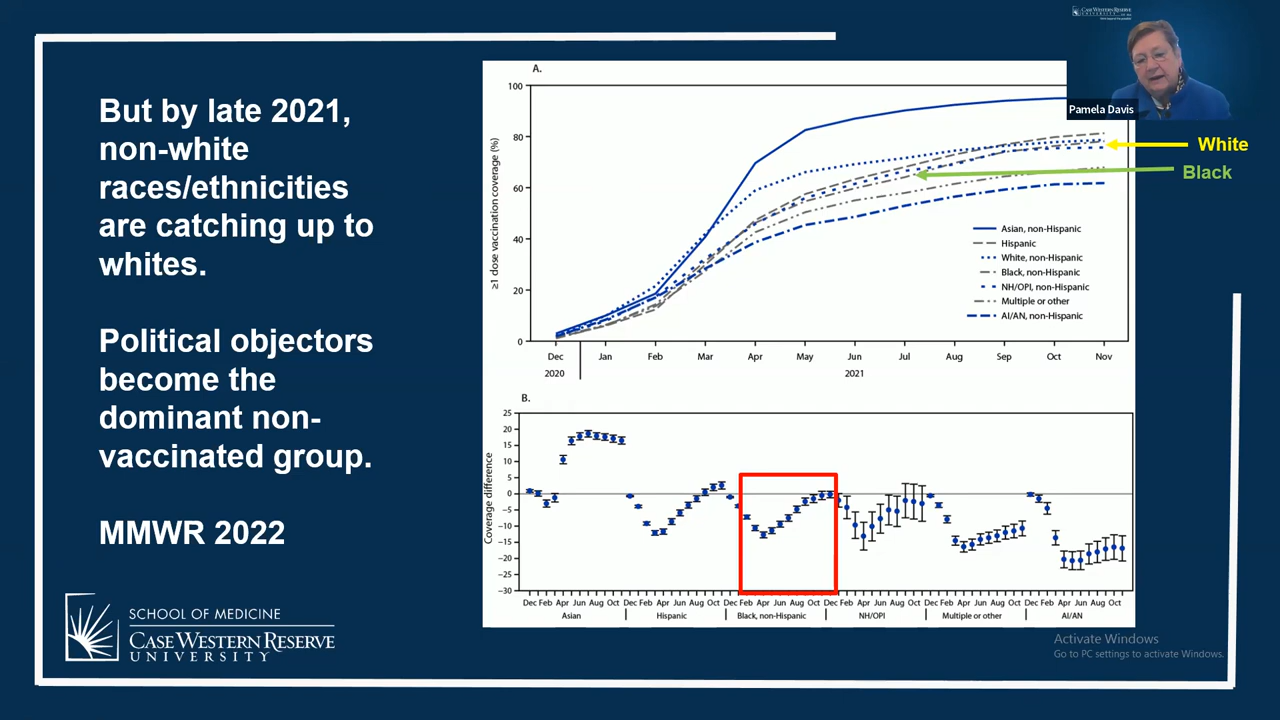 But by late 2021,
non-white
races/ethnicities
are catching up to
whites.
Political objectors
become the
dominant non-
vaccinated group.
MMWR 2022
SCHOOL OF MEDICINE
CASE WESTERN RESERVE
UNIVERSITY
A.
≥1 dose vaccination coverage (%)
100
80
60
40
20
0
Dec Jan Feb Mar Apr May Jun Jul Aug Sep Oct Nov
2020 2021
Asian, non-Hispanic
Hispanic
White, non-Hispanic
Black, non-Hispanic
NH/OPI, non-Hispanic
Multiple or other
AI/AN, non-Hispanic
White
Black
B.
Coverage difference
25
20
15
10
5
0
−5
−10
−15
−20
−25
−30
Dec Feb Apr Jun Aug Oct Dec Feb Apr Jun Aug Oct Dec Feb Apr Jun Aug Oct Dec Feb Apr Jun Aug Oct Dec Feb Apr Jun Aug Oct Dec Feb Apr Jun Aug Oct
Asian Hispanic Black, non-Hispanic NH/OPI Multiple or other AI/AN
CASE WESTERN RESERVE
UNIVERSITY
Pamela Davis
Activate Windows
Go to PC settings to activate Windows.